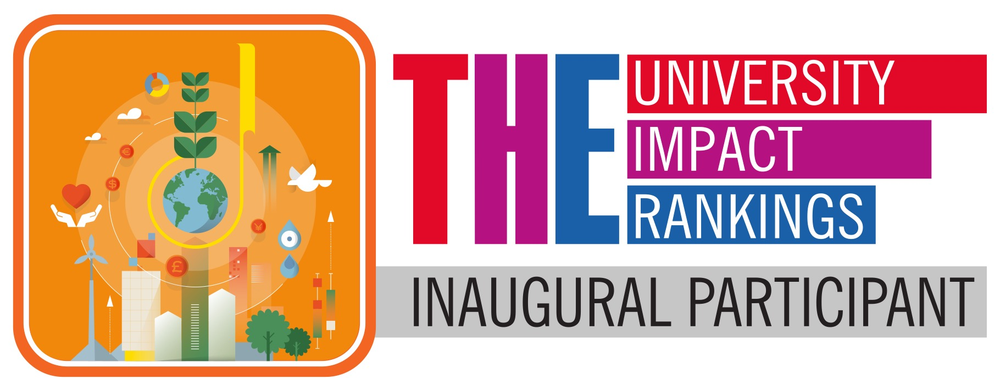 THE
UNIVERSITY
IMPACT
RANKINGS
INAUGURAL PARTICIPANT
€
$
¥
£